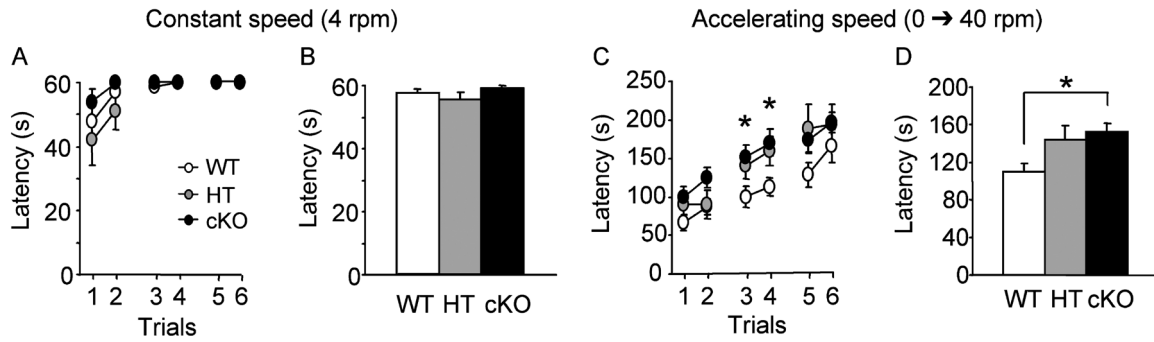 Constant speed (4 rpm)
Accelerating speed (0 ➔ 40 rpm)
A
Latency (s)
60
40
20
0
1 2 3 4 5 6
Trials
WT
HT
cKO
B
Latency (s)
60
40
20
0
WT HT cKO
C
Latency (s)
250
200
150
100
50
0
* *
1 2 3 4 5 6
Trials
D
Latency (s)
200
160
120
80
40
0
*
WT HT cKO